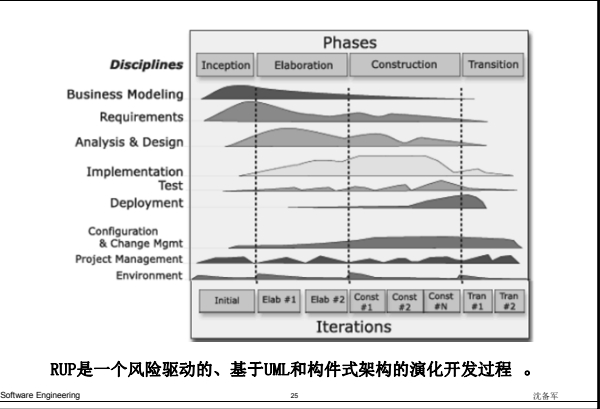 Phases
Disciplines
Inception
Elaboration
Construction
Transition
Business Modeling
Requirements
Analysis & Design
Implementation
Test
Deployment
Configuration
& Change Mgmt
Project Management
Environment
Initial
Elab #1
Elab #2
Const
#1
Const
#2
Const
#N
Tran
#1
Tran
#2
Iterations
RUP是一个风险驱动的、基于UML和构件式架构的演化开发过程 。
Software Engineering
25
沈备军